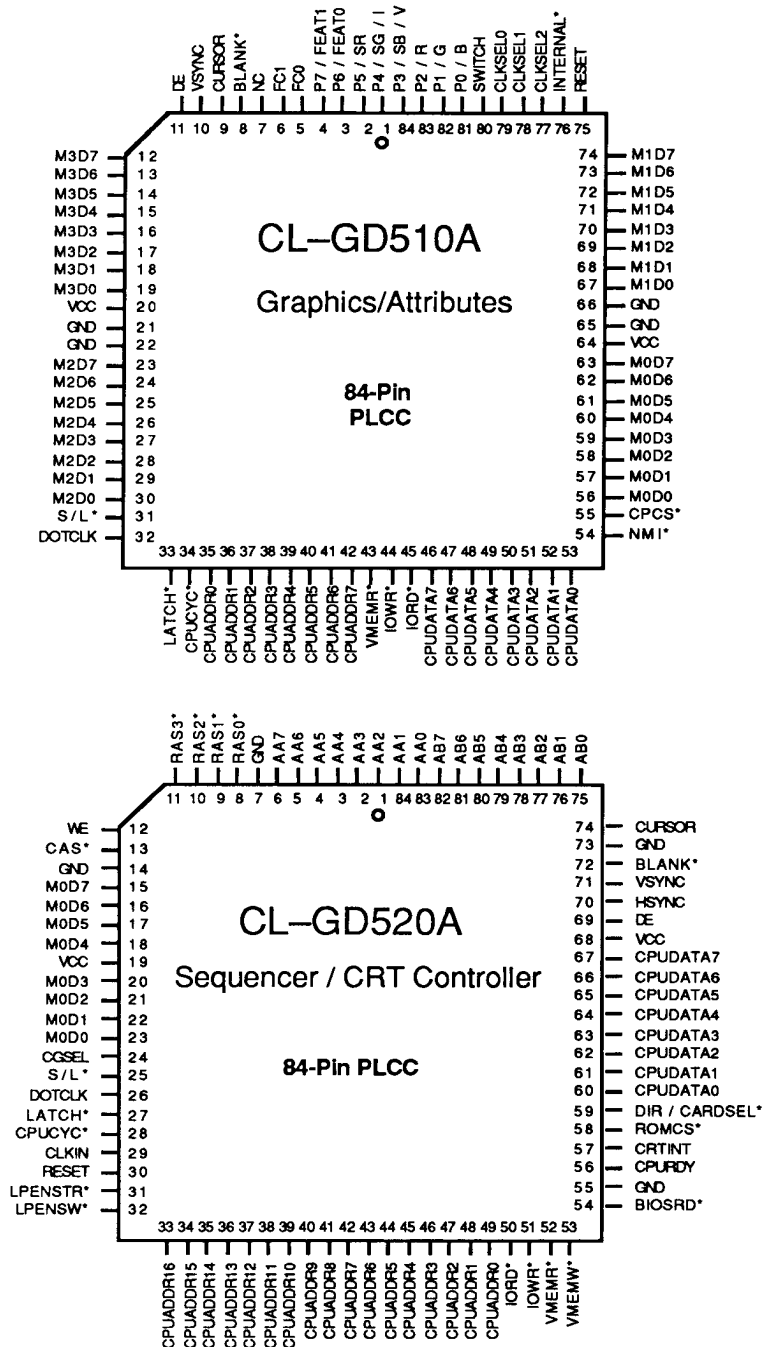 DE
VSYNC
CURSOR
BLANK*
NC
FC1
FC0
P7 / FEAT1
P6 / FEAT0
P5 / SR
P4 / SG / I
P3 / SB / V
P2 / R
P1 / G
P0 / B
SWITCH
CLKSEL0
CLKSEL1
CLKSEL2
INTERNAL*
RESET
11 10 9 8 7 6 5 4 3 2 1 84 83 82 81 80 79 78 77 76 75
M3D7 12
M3D6 13
M3D5 14
M3D4 15
M3D3 16
M3D2 17
M3D1 18
M3D0 19
VCC 20
GND 21
GND 22
M2D7 23
M2D6 24
M2D5 25
M2D4 26
M2D3 27
M2D2 28
M2D1 29
M2D0 30
S/L* 31
DOTCLK 32
CL–GD510A
Graphics/Attributes
84-Pin
PLCC
74 M1D7
73 M1D6
72 M1D5
71 M1D4
70 M1D3
69 M1D2
68 M1D1
67 M1D0
66 GND
65 GND
64 VCC
63 M0D7
62 M0D6
61 M0D5
60 M0D4
59 M0D3
58 M0D2
57 M0D1
56 M0D0
55 CPCS*
54 NMI*
33 34 35 36 37 38 39 40 41 42 43 44 45 46 47 48 49 50 51 52 53
LATCH*
CPUCYC*
CPUADDR0
CPUADDR1
CPUADDR2
CPUADDR3
CPUADDR4
CPUADDR5
CPUADDR6
CPUADDR7
VMEMR*
IOWR*
IORD*
CPUDATA7
CPUDATA6
CPUDATA5
CPUDATA4
CPUDATA3
CPUDATA2
CPUDATA1
CPUDATA0
RAS3*
RAS2*
RAS1*
RAS0*
GND
AA7
AA6
AA5
AA4
AA3
AA2
AA1
AA0
AB7
AB6
AB5
AB4
AB3
AB2
AB1
AB0
11 10 9 8 7 6 5 4 3 2 1 84 83 82 81 80 79 78 77 76 75
WE 12
CAS* 13
GND 14
M0D7 15
M0D6 16
M0D5 17
M0D4 18
VCC 19
M0D3 20
M0D2 21
M0D1 22
M0D0 23
CGSEL 24
S/L* 25
DOTCLK 26
LATCH* 27
CPUCYC* 28
CLKIN 29
RESET 30
LPENSTR* 31
LPENSW* 32
CL–GD520A
Sequencer / CRT Controller
84-Pin PLCC
74 CURSOR
73 GND
72 BLANK*
71 VSYNC
70 HSYNC
69 DE
68 VCC
67 CPUDATA7
66 CPUDATA6
65 CPUDATA5
64 CPUDATA4
63 CPUDATA3
62 CPUDATA2
61 CPUDATA1
60 CPUDATA0
59 DIR / CARDSEL*
58 ROMCS*
57 CRTINT
56 CPURDY
55 GND
54 BIOSRD*
33 34 35 36 37 38 39 40 41 42 43 44 45 46 47 48 49 50 51 52 53
CPUADDR16
CPUADDR15
CPUADDR14
CPUADDR13
CPUADDR12
CPUADDR11
CPUADDR10
CPUADDR9
CPUADDR8
CPUADDR7
CPUADDR6
CPUADDR5
CPUADDR4
CPUADDR3
CPUADDR2
CPUADDR1
CPUADDR0
IORD*
IOWR*
VMEMR*
VMEMW*